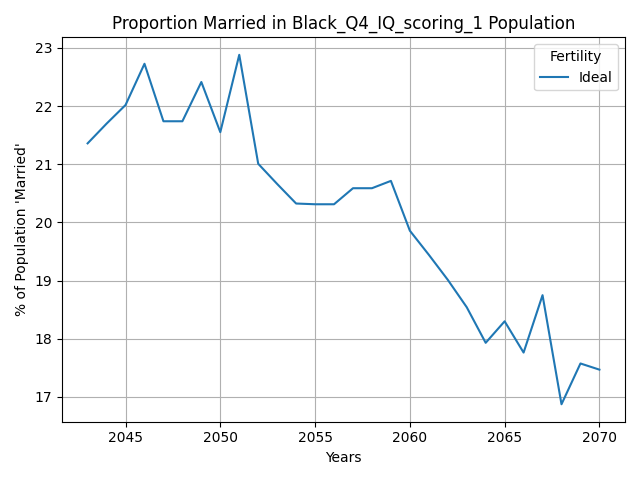 Proportion Married in Black_Q4_IQ_scoring_1 Population
% of Population 'Married'
23
22
21
20
19
18
17
Fertility
Ideal
2045 2050 2055 2060 2065 2070
Years